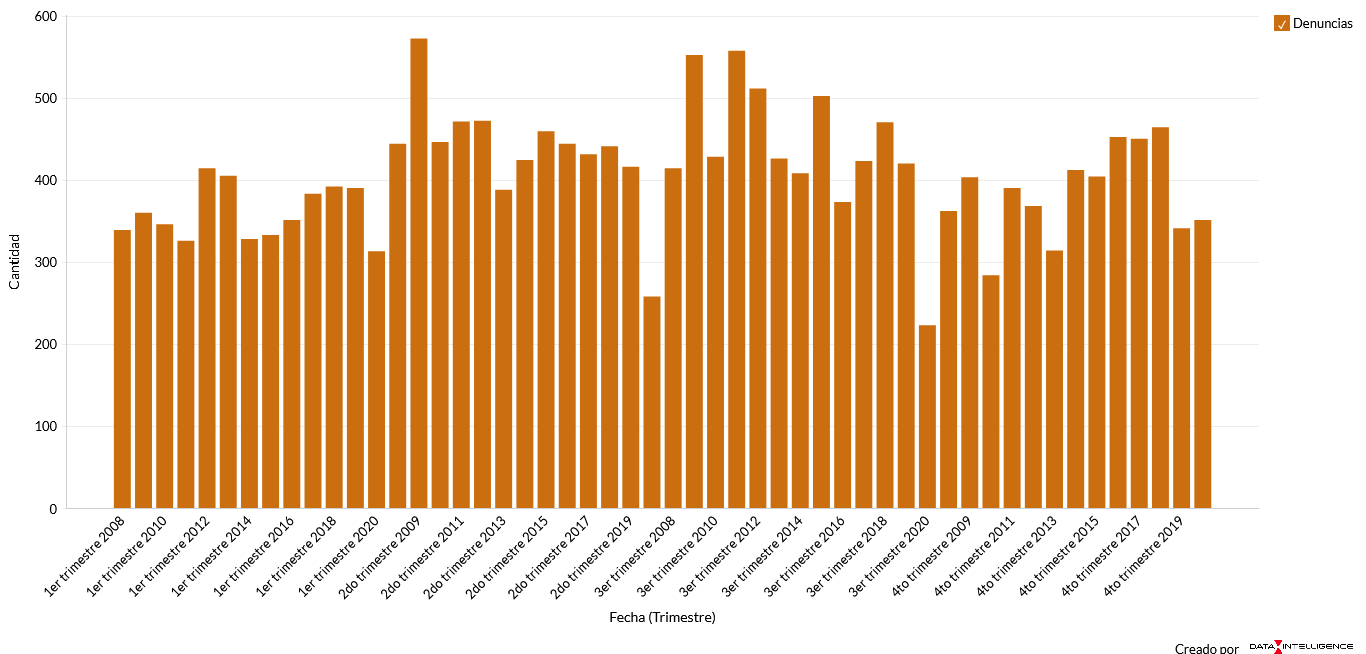 600
500
400
300
200
100
0
Cantidad
Denuncias
1er trimestre 2008
1er trimestre 2010
1er trimestre 2012
1er trimestre 2014
1er trimestre 2016
1er trimestre 2018
1er trimestre 2020
2do trimestre 2009
2do trimestre 2011
2do trimestre 2013
2do trimestre 2015
2do trimestre 2017
2do trimestre 2019
3er trimestre 2008
3er trimestre 2010
3er trimestre 2012
3er trimestre 2014
3er trimestre 2016
3er trimestre 2018
3er trimestre 2020
4to trimestre 2009
4to trimestre 2011
4to trimestre 2013
4to trimestre 2015
4to trimestre 2017
4to trimestre 2019
Fecha (Trimestre)
Creado por DATA INTELLIGENCE